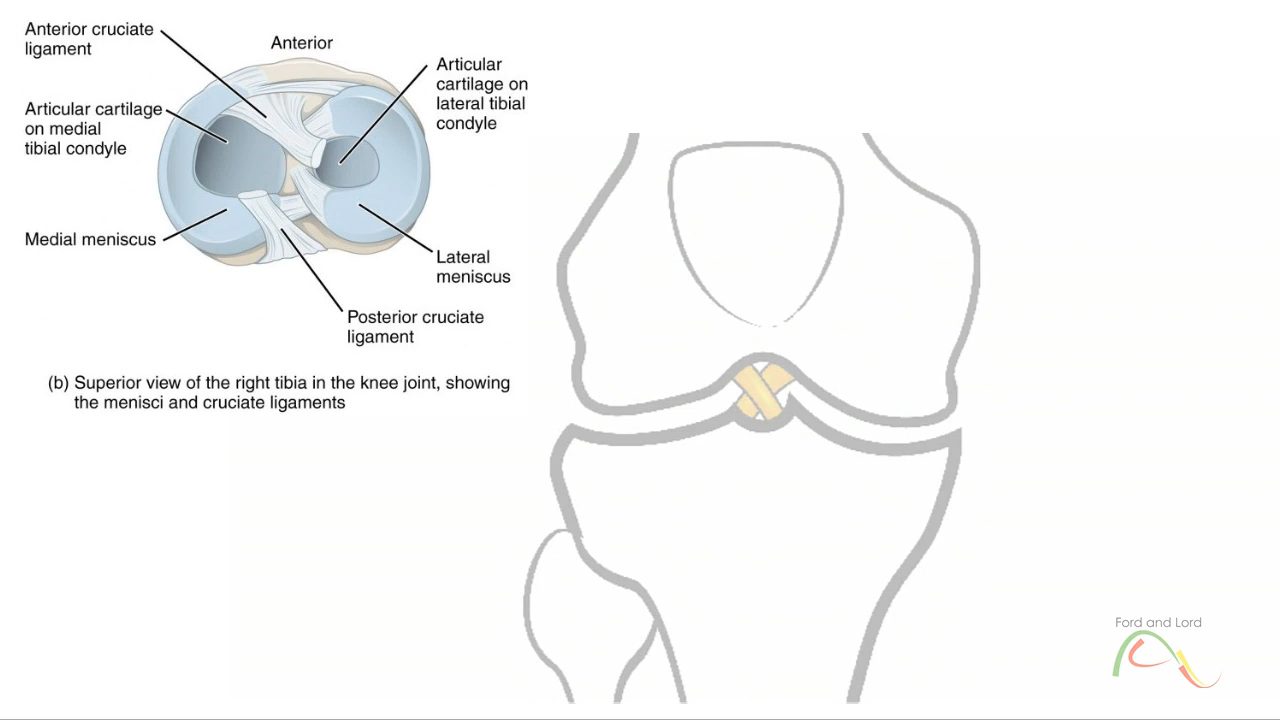 Anterior cruciate
ligament
Anterior
Articular
cartilage on
lateral tibial
condyle
Articular cartilage
on medial
tibial condyle
Medial meniscus
Lateral
meniscus
Posterior cruciate
ligament
(b) Superior view of the right tibia in the knee joint, showing
the menisci and cruciate ligaments
Ford and Lord